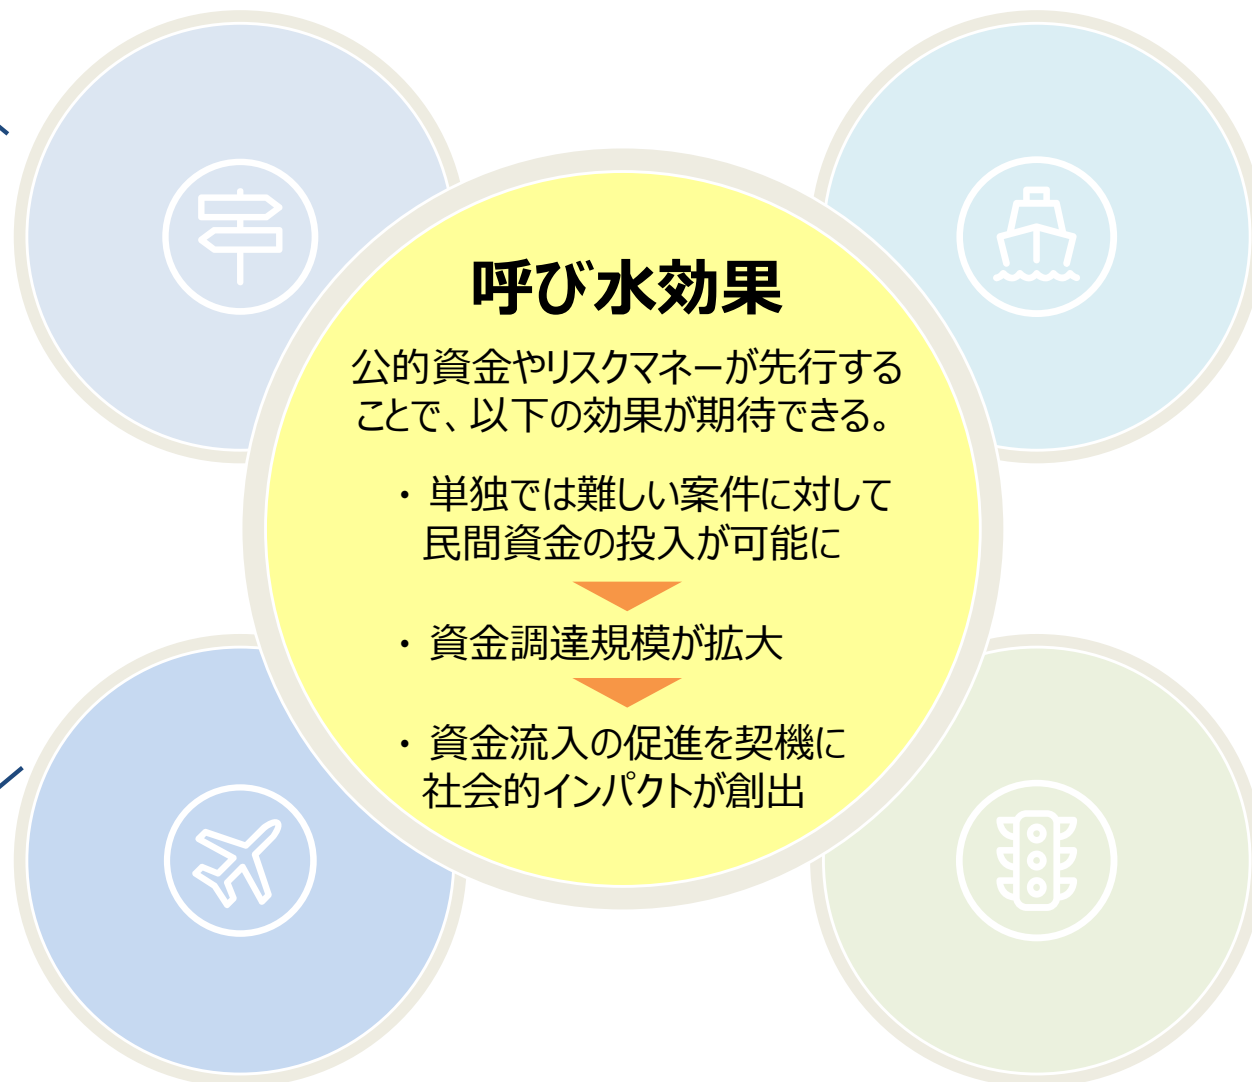 呼び水効果
公的資金やリスクマネーが先行する
ことで、以下の効果が期待できる。
・ 単独では難しい案件に対して
民間資金の投入が可能に
・ 資金調達規模が拡大
・ 資金流入の促進を契機に
社会的インパクトが創出